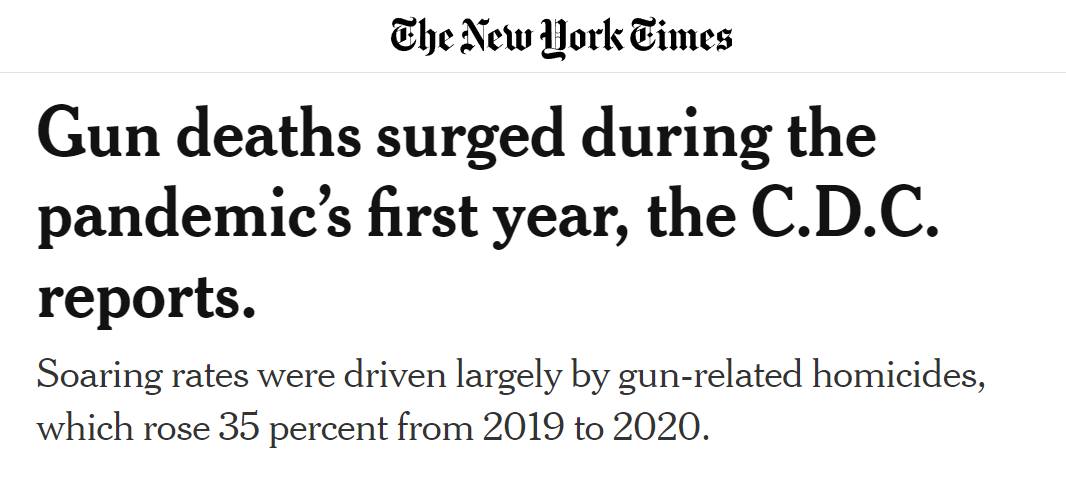 The New York Times
Gun deaths surged during the
pandemic’s first year, the C.D.C.
reports.
Soaring rates were driven largely by gun-related homicides,
which rose 35 percent from 2019 to 2020.